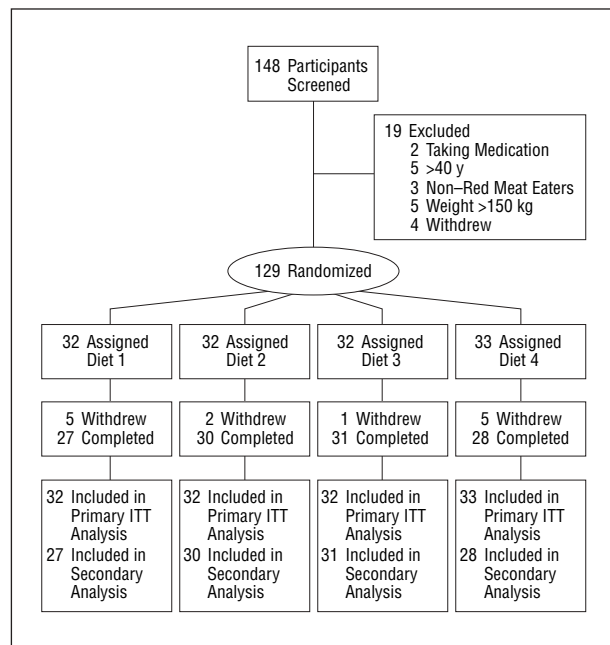 148 Participants
Screened
19 Excluded
2 Taking Medication
5 >40 y
3 Non–Red Meat Eaters
5 Weight >150 kg
4 Withdrew
129 Randomized
32 Assigned
Diet 1
32 Assigned
Diet 2
32 Assigned
Diet 3
33 Assigned
Diet 4
5 Withdrew
27 Completed
2 Withdrew
30 Completed
1 Withdrew
31 Completed
5 Withdrew
28 Completed
32 Included in
Primary ITT
Analysis
27 Included in
Secondary
Analysis
32 Included in
Primary ITT
Analysis
30 Included in
Secondary
Analysis
32 Included in
Primary ITT
Analysis
31 Included in
Secondary
Analysis
33 Included in
Primary ITT
Analysis
28 Included in
Secondary
Analysis